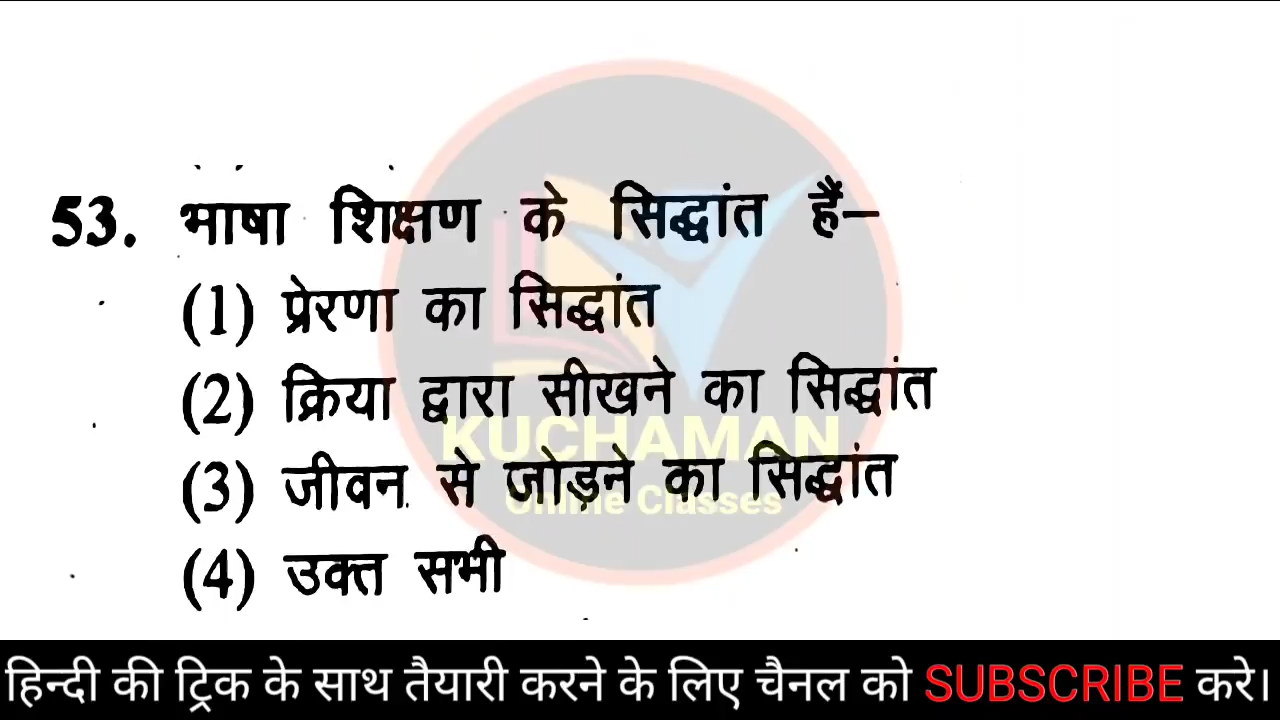 53. भाषा शिक्षण के सिद्धांत हैं–
(1) प्रेरणा का सिद्धांत
(2) क्रिया द्वारा सीखने का सिद्धांत
KUCHAMAN
(3) जीवन से जोड़ने का सिद्धांत
Online Classes
(4) उक्त सभी
हिन्दी की ट्रिक के साथ तैयारी करने के लिए चैनल को SUBSCRIBE करे।